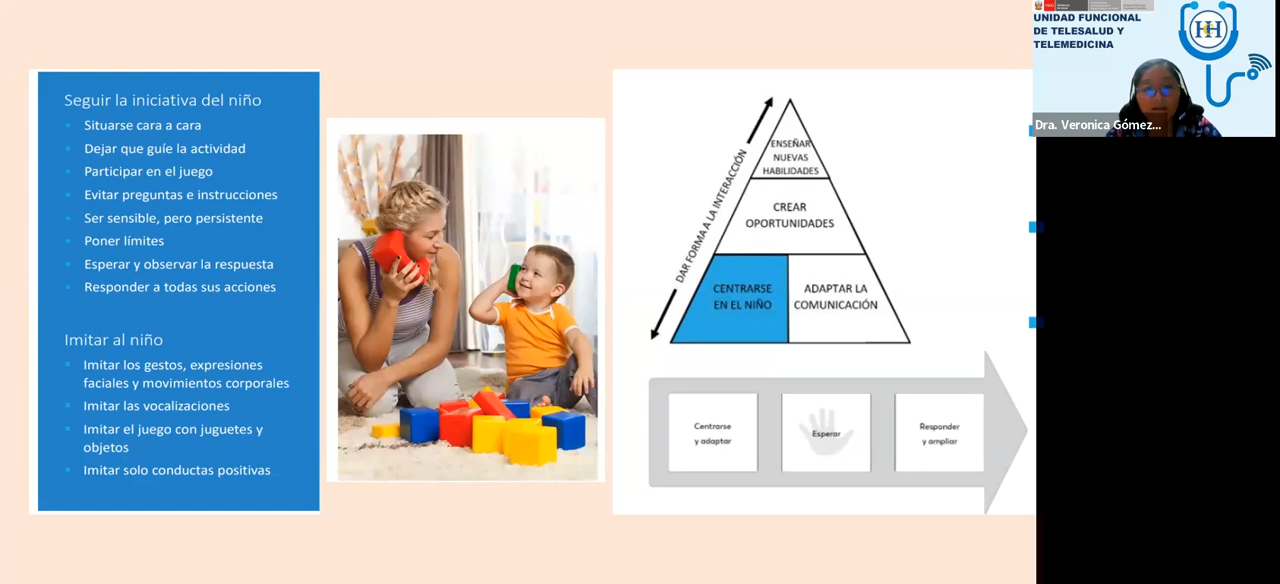 Seguir la iniciativa del niño
Situarse cara a cara
Dejar que guíe la actividad
Participar en el juego
Evitar preguntas e instrucciones
Ser sensible, pero persistente
Poner límites
Esperar y observar la respuesta
Responder a todas sus acciones
Imitar al niño
Imitar los gestos, expresiones
faciales y movimientos corporales
Imitar las vocalizaciones
Imitar el juego con juguetes y
objetos
Imitar solo conductas positivas
DAR FORMA A LA INTERACCIÓN
ENSEÑAR
NUEVAS
HABILIDADES
CREAR
OPORTUNIDADES
CENTRARSE
EN EL NIÑO
ADAPTAR LA
COMUNICACIÓN
Centrarse
y adaptar
Esperar
Responder
y ampliar
UNIDAD FUNCIONAL
DE TELESALUD Y
TELEMEDICINA
Dra. Veronica Gómez...